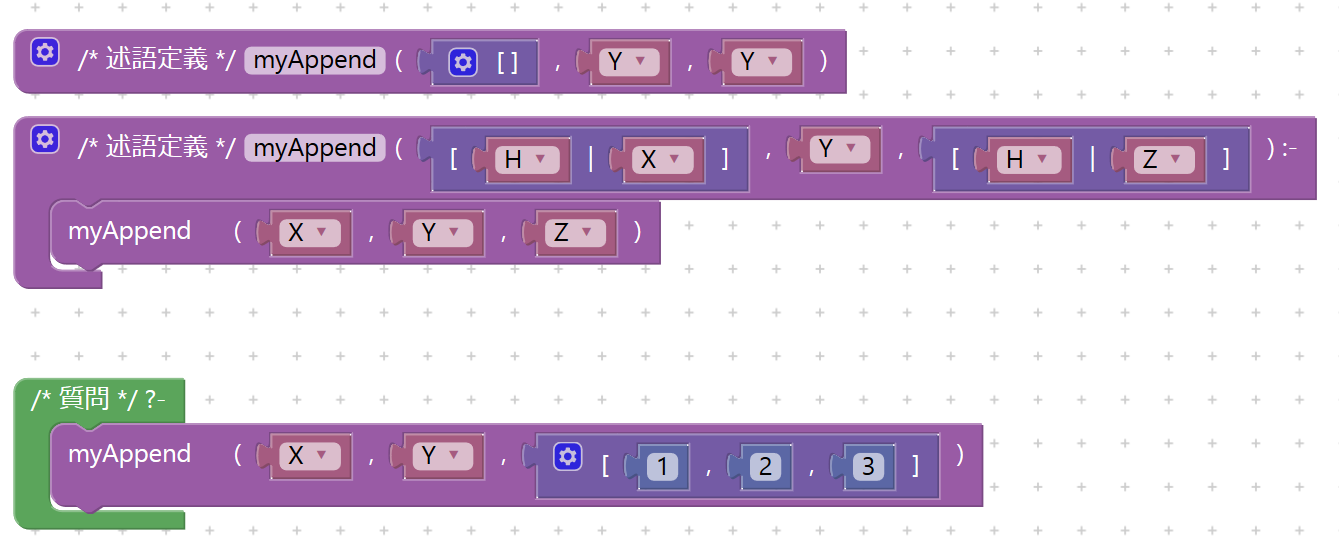 /* 述語定義 */ myAppend ( [ ] , Y , Y )
/* 述語定義 */ myAppend ( [ H | X ] , Y , [ H | Z ] ) :-
myAppend ( X , Y , Z )
/* 質問 */ ?-
myAppend ( X , Y , [ 1 , 2 , 3 ] )